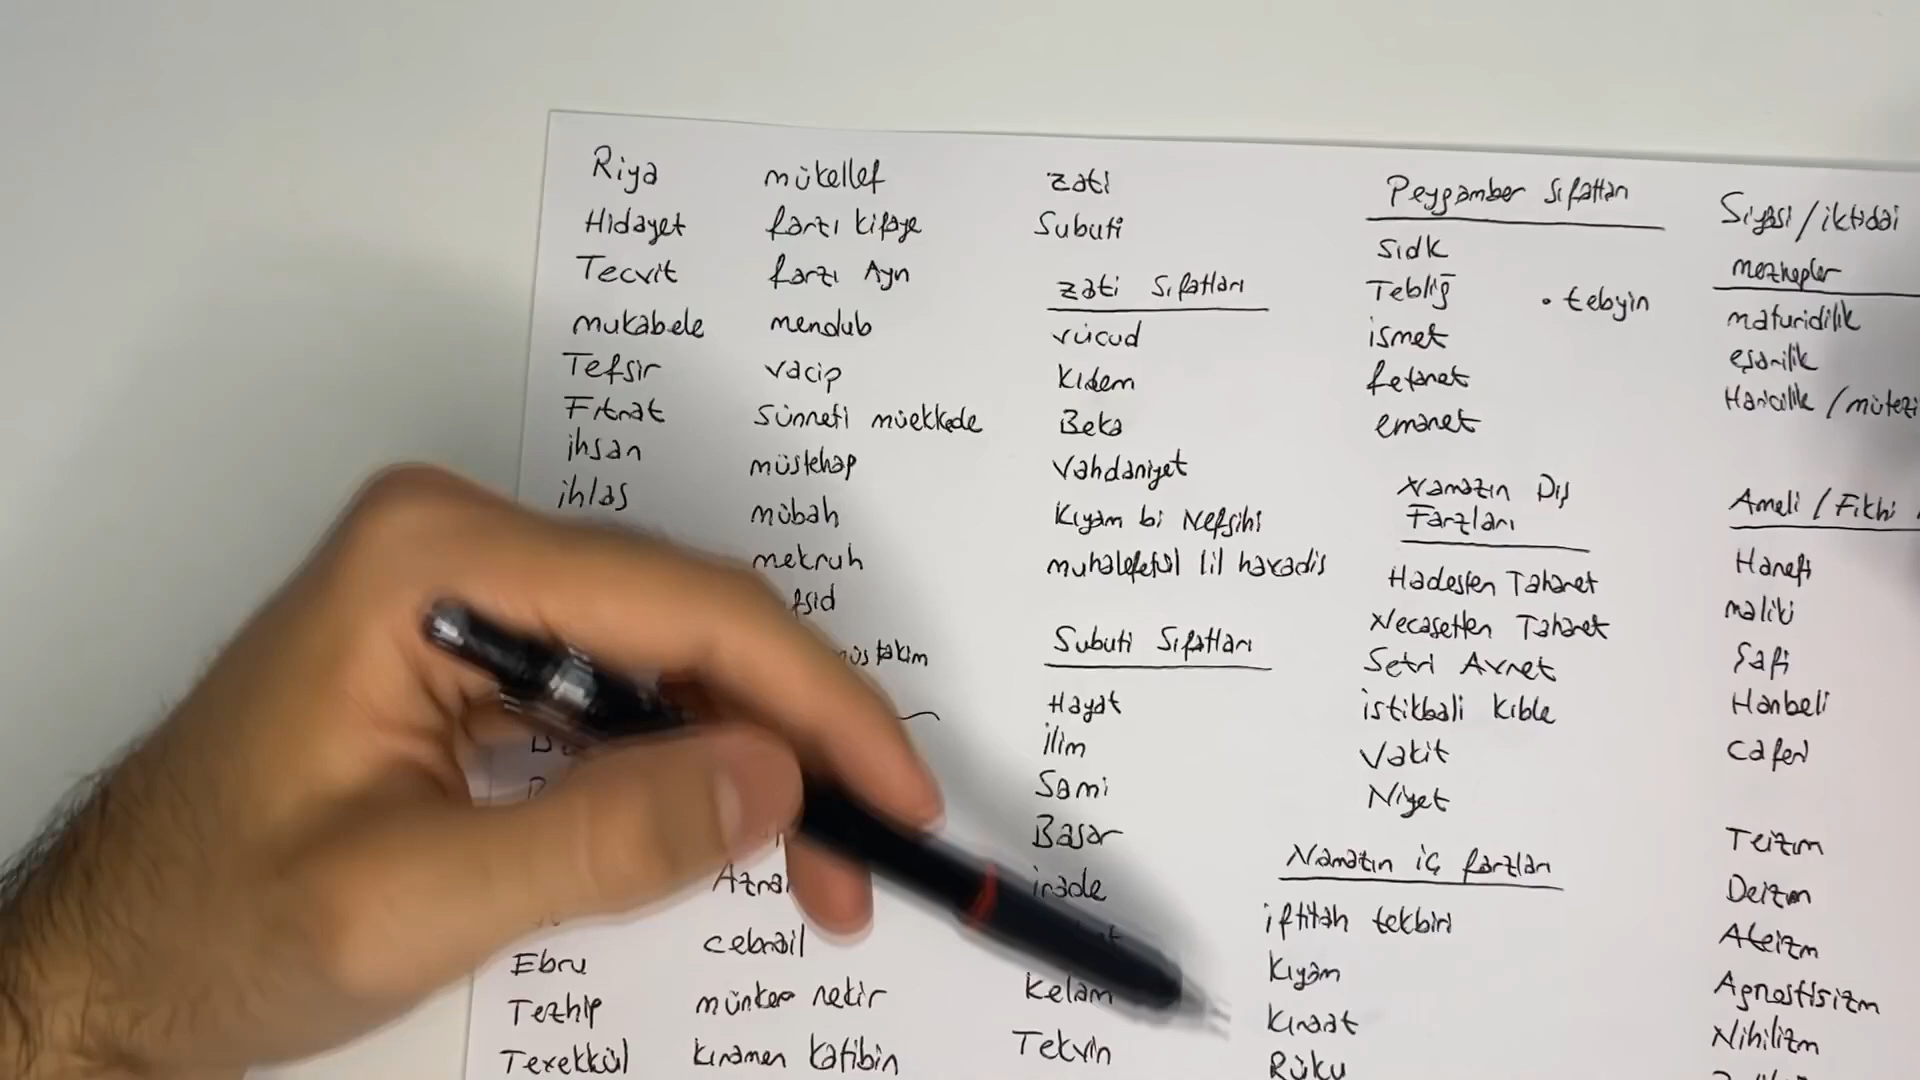 Riya
Hidayet
Tecvit
mukabele
Tefsir
Fıtrat
ihsan
ihlas
Ebru
Tezhip
Tevekkül
mükellef
farzı kifaye
farzı Ayn
mendub
vacip
Sünneti müekkede
müstehap
mübah
mekruh
cebrail
münker nekir
kiramen katibin
zati
Subuti
zati Sıfatları
vücud
Kıdem
Beka
Vahdaniyet
Kıyam bi Nefsihi
muhalefetül lil havadis
Subuti Sıfatları
Hayat
ilim
Sami
Basar
irade
Kelam
Tekvin
Peygamber Sıfatları
Sıdk
Tebliğ
• tebyin
ismet
fetanet
emanet
Namazın Dış
Farzları
Hadesten Taharet
Necasetten Taharet
Setri Avret
istikbali Kıble
Vakit
Niyet
Namazın iç farzları
iftitah tekbiri
Kıyam
Kıraat
Rüku
Siyasi / iktidai
mezhepler
maturidilik
eşarilik
Haricilik /
Ameli / Fıkhi
Hanefi
maliki
Şafi
Hanbeli
Caferi
Teizm
Deizm
Ateizm
Agnostisizm
Nihilizm